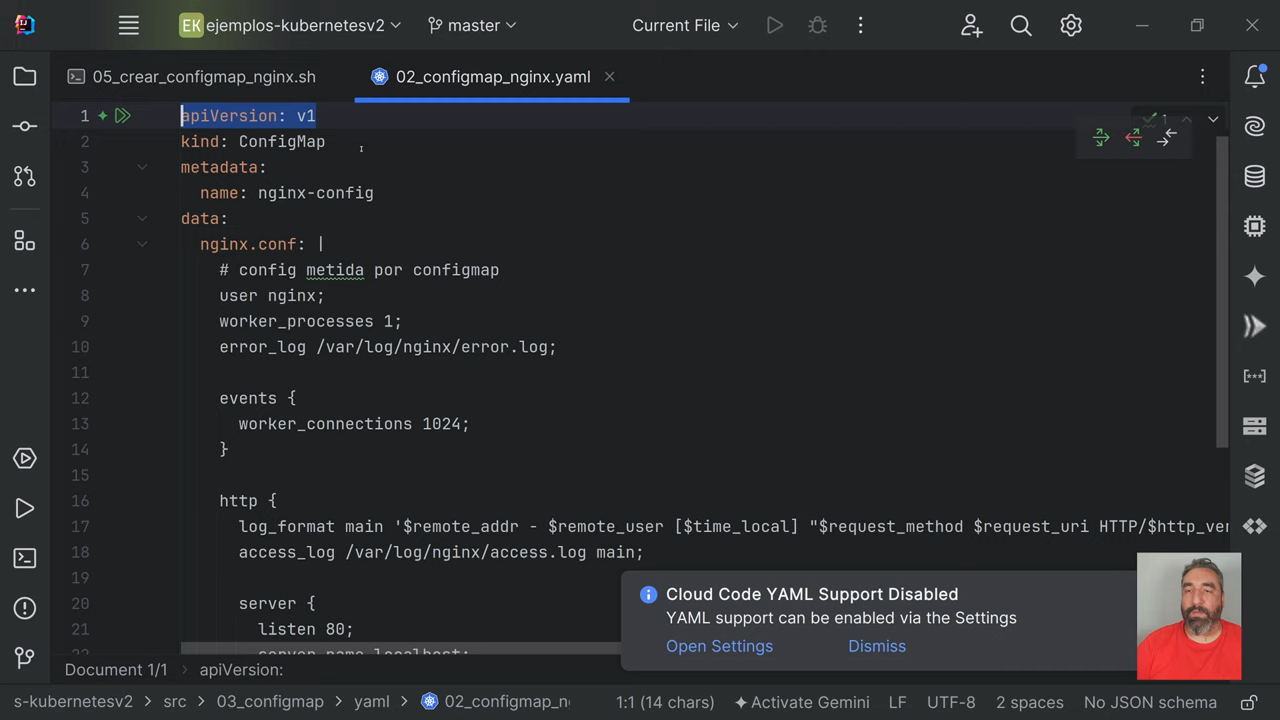 EK ejemplos-kubernetesv2 master Current File
05_crear_configmap_nginx.sh 02_configmap_nginx.yaml
1 apiVersion: v1 1
2 kind: ConfigMap
3 metadata:
4 name: nginx-config
5 data:
6 nginx.conf: |
7 # config metida por configmap
8 user nginx;
9 worker_processes 1;
10 error_log /var/log/nginx/error.log;
11
12 events {
13 worker_connections 1024;
14 }
15
16 http {
17 log_format main '$remote_addr - $remote_user [$time_local] "$request_method $request_uri HTTP/$http_ver
18 access_log /var/log/nginx/access.log main;
19
20 server {
21 listen 80;
22 server_name localhost;
Cloud Code YAML Support Disabled
YAML support can be enabled via the Settings
Open Settings Dismiss
Document 1/1 apiVersion:
s-kubernetesv2 src 03_configmap yaml 02_configmap_ng 1:1 (14 chars) Activate Gemini LF UTF-8 2 spaces No JSON schema